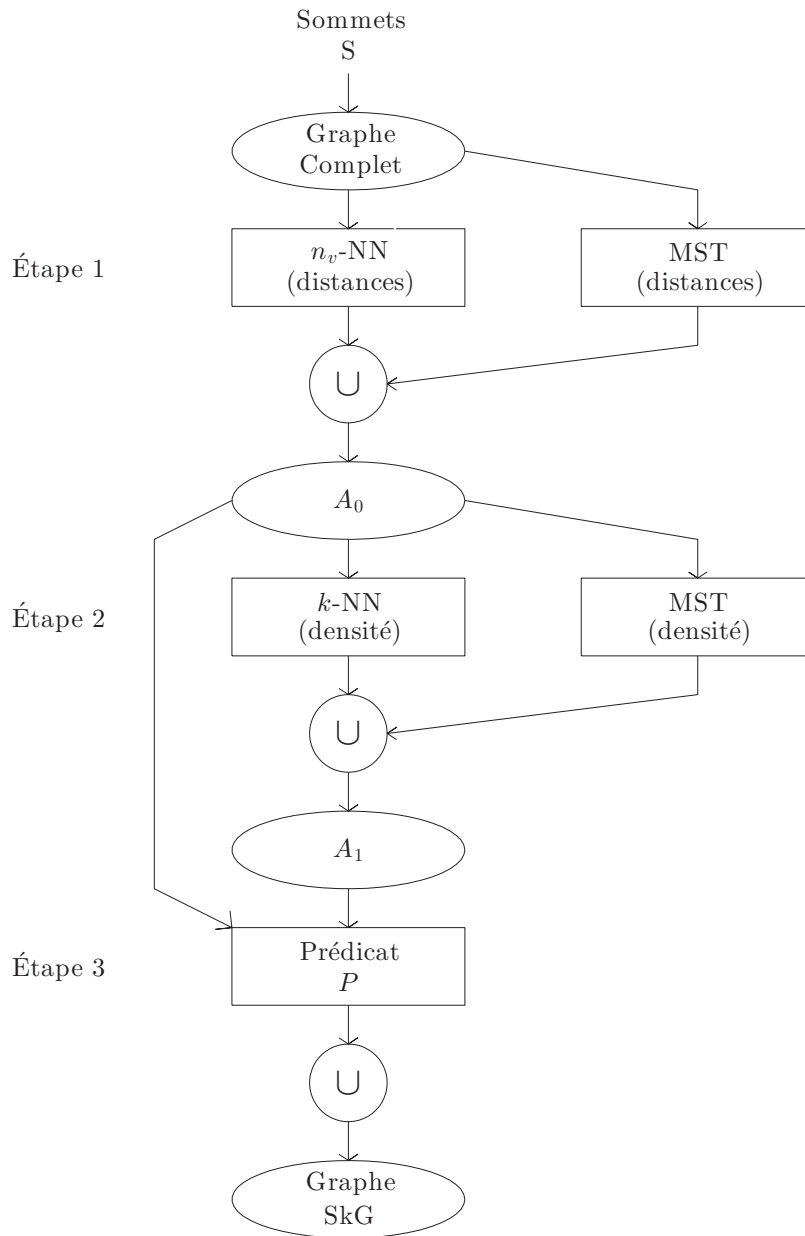 Sommets
S
Graphe
Complet
Étape 1
n_v-NN
(distances)
MST
(distances)
∪
A_0
Étape 2
k-NN
(densité)
MST
(densité)
∪
A_1
Étape 3
Prédicat
P
∪
Graphe
SkG